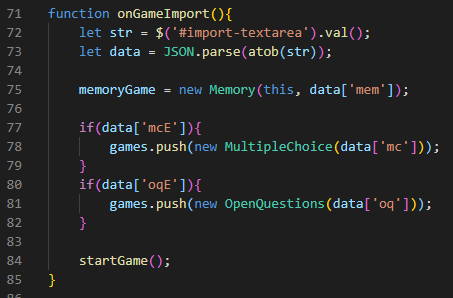 71 function onGameImport(){
72     let str = $('#import-textarea').val();
73     let data = JSON.parse(atob(str));
74
75     memoryGame = new Memory(this, data['mem']);
76
77     if(data['mcE']){
78         games.push(new MultipleChoice(data['mc']));
79     }
80     if(data['oqE']){
81         games.push(new OpenQuestions(data['oq']));
82     }
83
84     startGame();
85 }